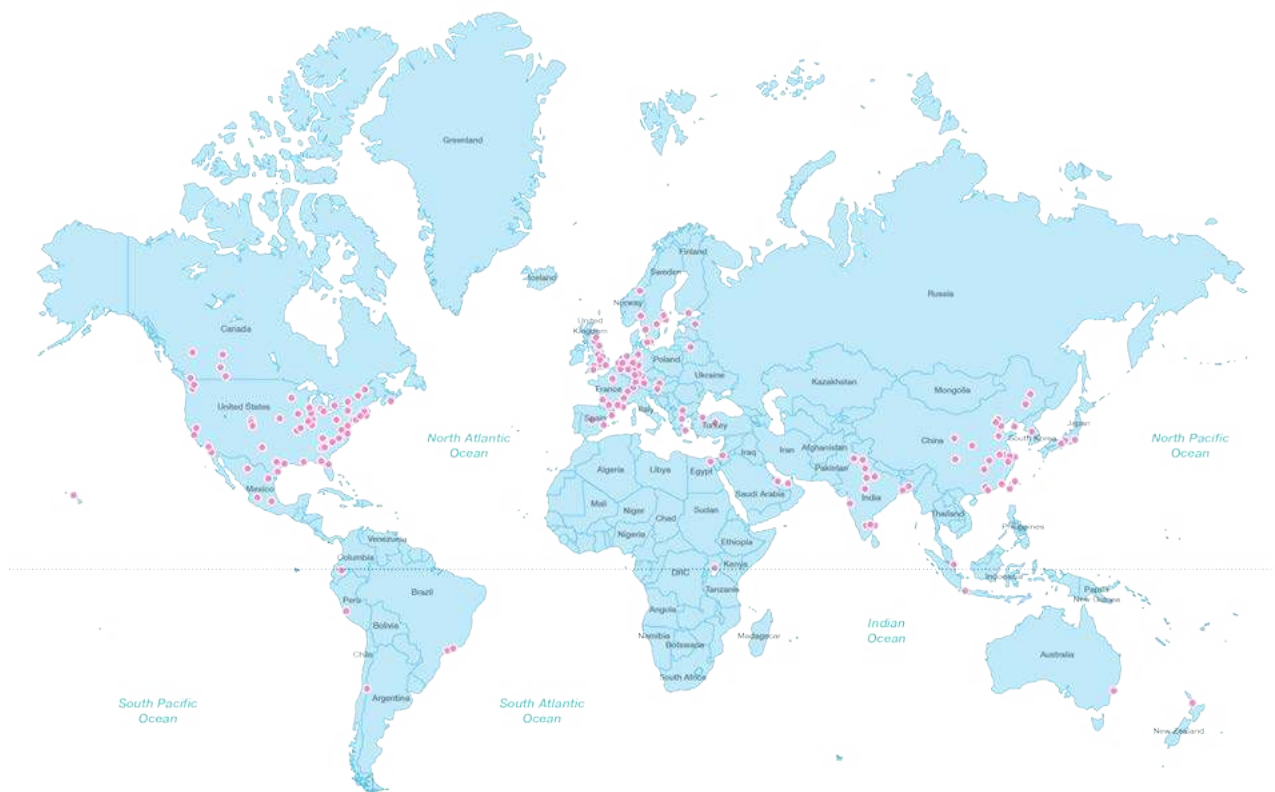 Greenland
Iceland
Finland
Sweden
Norway
Russia
United
Kingdom
Canada
Poland
Ukraine
Kazakhstan
Mongolia
France
United States
Spain
Italy
Turkey
China
South Korea
Japan
North Atlantic
Ocean
North Pacific
Ocean
Iraq
Iran
Afghanistan
Pakistan
Algeria
Libya
Egypt
Saudi Arabia
India
Mexico
Mali
Niger
Chad
Sudan
Thailand
Philippines
Nigeria
Ethiopia
Venezuela
Columbia
DRC
Kenya
Brazil
Peru
Tanzania
Papua
New Guinea
Angola
Bolivia
Indian
Ocean
Namibia
Botswana
Madagascar
Chile
Australia
South Africa
Argentina
South Pacific
Ocean
South Atlantic
Ocean
New Zealand